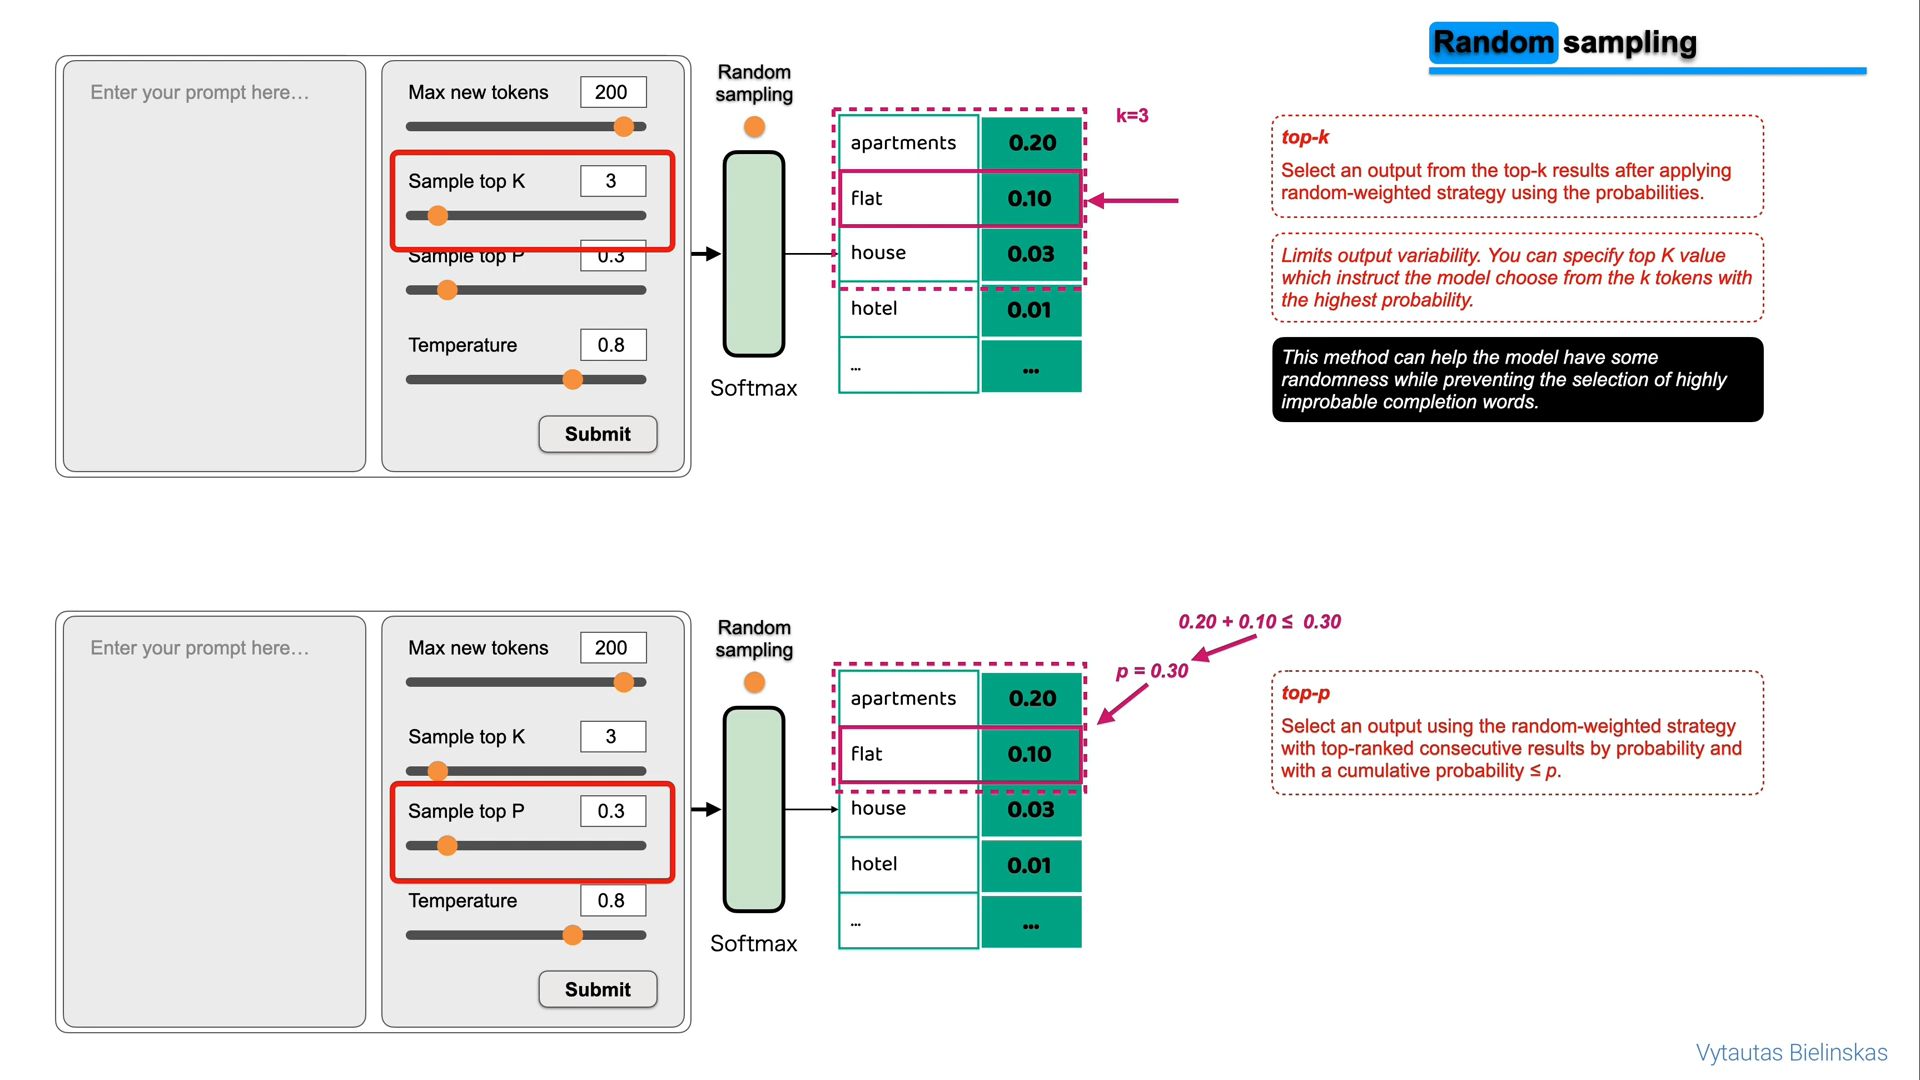 Random sampling
Enter your prompt here…
Max new tokens 200
Sample top K 3
Sample top P 0.3
Temperature 0.8
Submit
Random
sampling
Softmax
apartments 0.20
flat 0.10
house 0.03
hotel 0.01
... ...
k=3
top-k
Select an output from the top-k results after applying
random-weighted strategy using the probabilities.
Limits output variability. You can specify top K value
which instruct the model choose from the k tokens with
the highest probability.
This method can help the model have some
randomness while preventing the selection of highly
improbable completion words.
Enter your prompt here…
Max new tokens 200
Sample top K 3
Sample top P 0.3
Temperature 0.8
Submit
Random
sampling
Softmax
apartments 0.20
flat 0.10
house 0.03
hotel 0.01
... ...
0.20 + 0.10 ≤ 0.30
p = 0.30
top-p
Select an output using the random-weighted strategy
with top-ranked consecutive results by probability and
with a cumulative probability ≤ p.
Vytautas Bielinskas